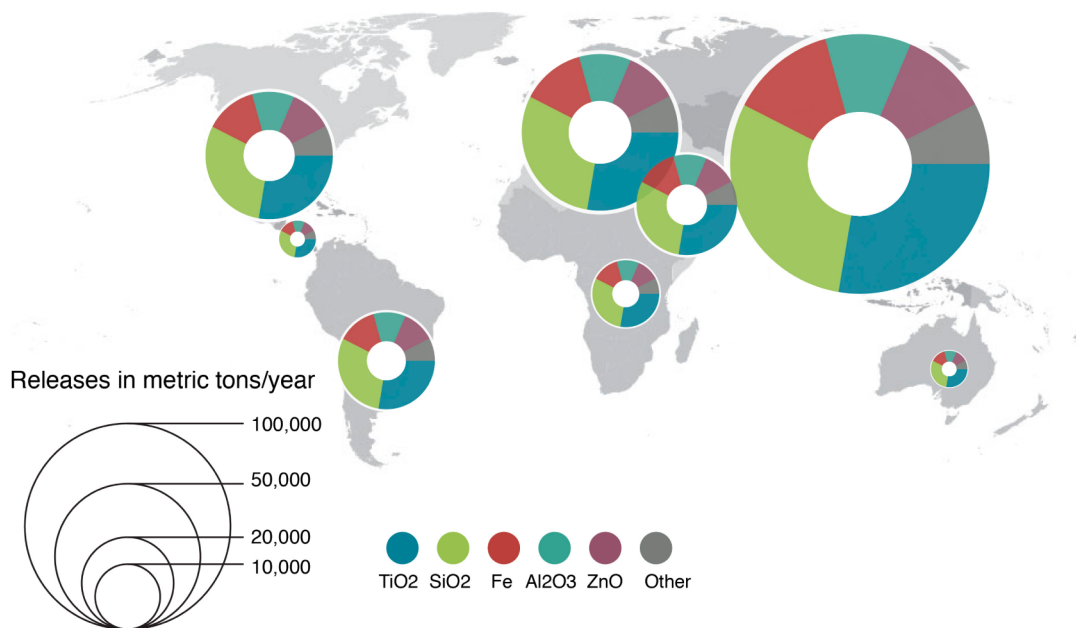 Releases in metric tons/year
100,000
50,000
20,000
10,000
TiO2 SiO2 Fe Al2O3 ZnO Other